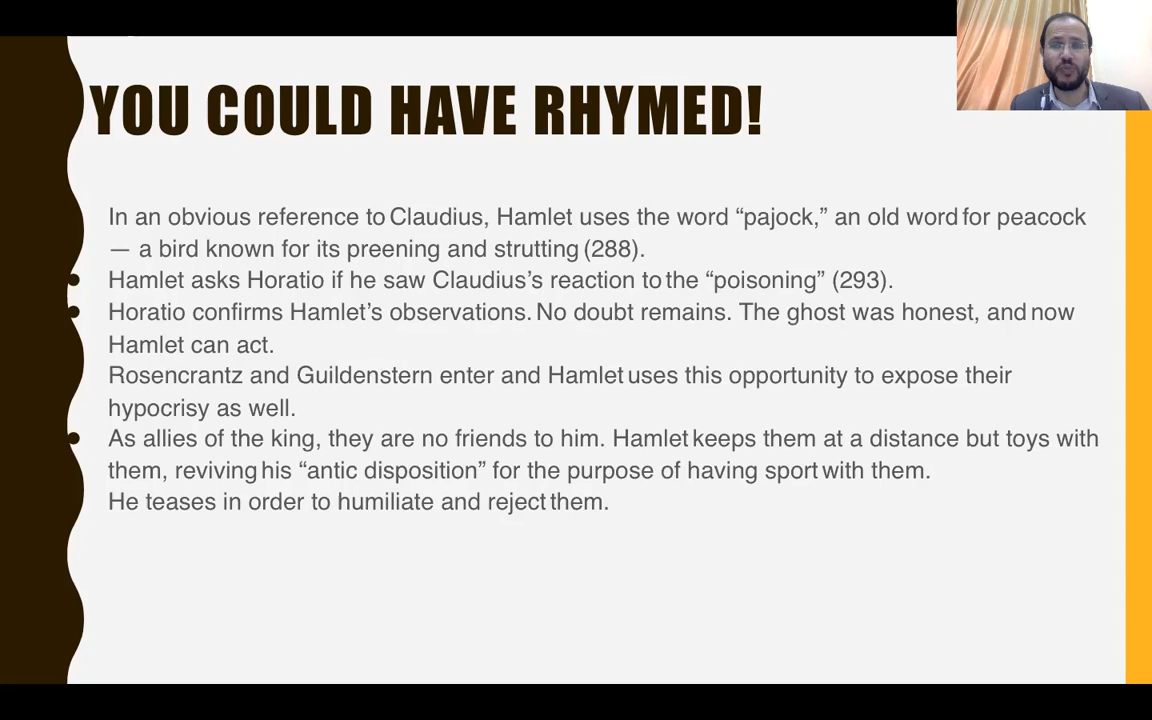 YOU COULD HAVE RHYMED!
In an obvious reference to Claudius, Hamlet uses the word “pajock,” an old word for peacock
— a bird known for its preening and strutting (288).
• Hamlet asks Horatio if he saw Claudius’s reaction to the “poisoning” (293).
• Horatio confirms Hamlet’s observations. No doubt remains. The ghost was honest, and now
Hamlet can act.
Rosencrantz and Guildenstern enter and Hamlet uses this opportunity to expose their
hypocrisy as well.
• As allies of the king, they are no friends to him. Hamlet keeps them at a distance but toys with
them, reviving his “antic disposition” for the purpose of having sport with them.
He teases in order to humiliate and reject them.